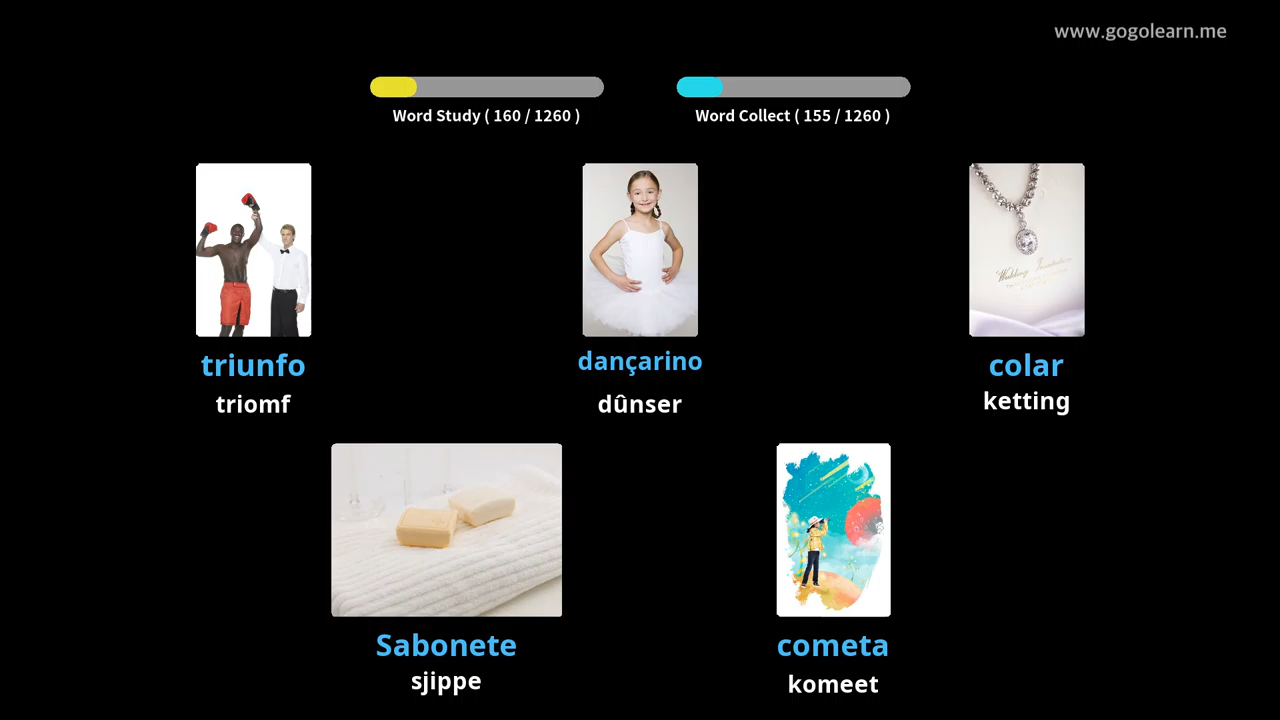 www.gogolearn.me
Word Study ( 160 / 1260 )
Word Collect ( 155 / 1260 )
triunfo
triomf
dançarino
dûnser
colar
ketting
Sabonete
sjippe
cometa
komeet